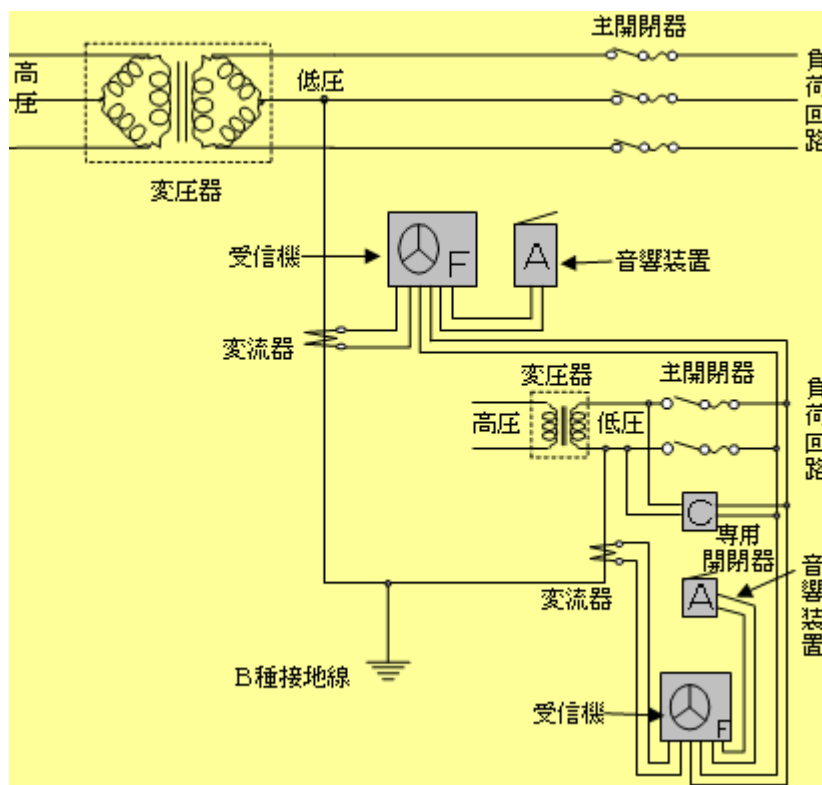 主開閉器
高圧
低圧
負荷回路
変圧器
受信機
F
A
音響装置
変流器
変圧器
主開閉器
高圧
低圧
負荷回路
C
専用
開閉器
変流器
A
音響装置
B種接地線
受信機
F